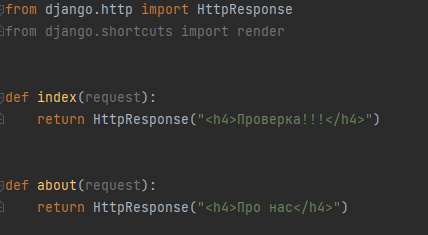 from django.http import HttpResponse
from django.shortcuts import render
def index(request):
    return HttpResponse("<h4>Проверка!!!</h4>")
def about(request):
    return HttpResponse("<h4>Про нас</h4>")